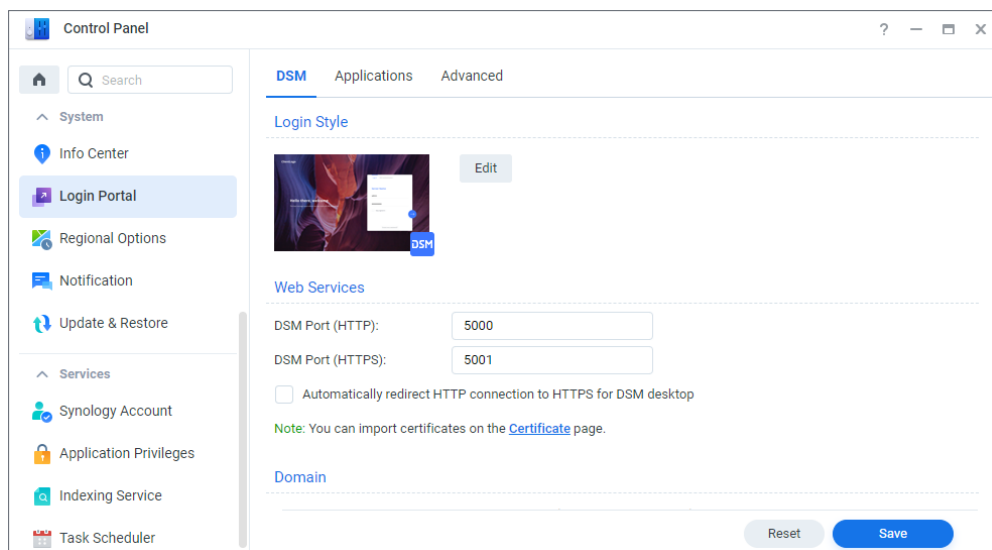 Control Panel
?
Search
System
Info Center
Login Portal
Regional Options
Notification
Update & Restore
Services
Synology Account
Application Privileges
Indexing Service
Task Scheduler
DSM Applications Advanced
Login Style
Edit
DSM
Web Services
DSM Port (HTTP): 5000
DSM Port (HTTPS): 5001
Automatically redirect HTTP connection to HTTPS for DSM desktop
Note: You can import certificates on the Certificate page.
Domain
Reset Save